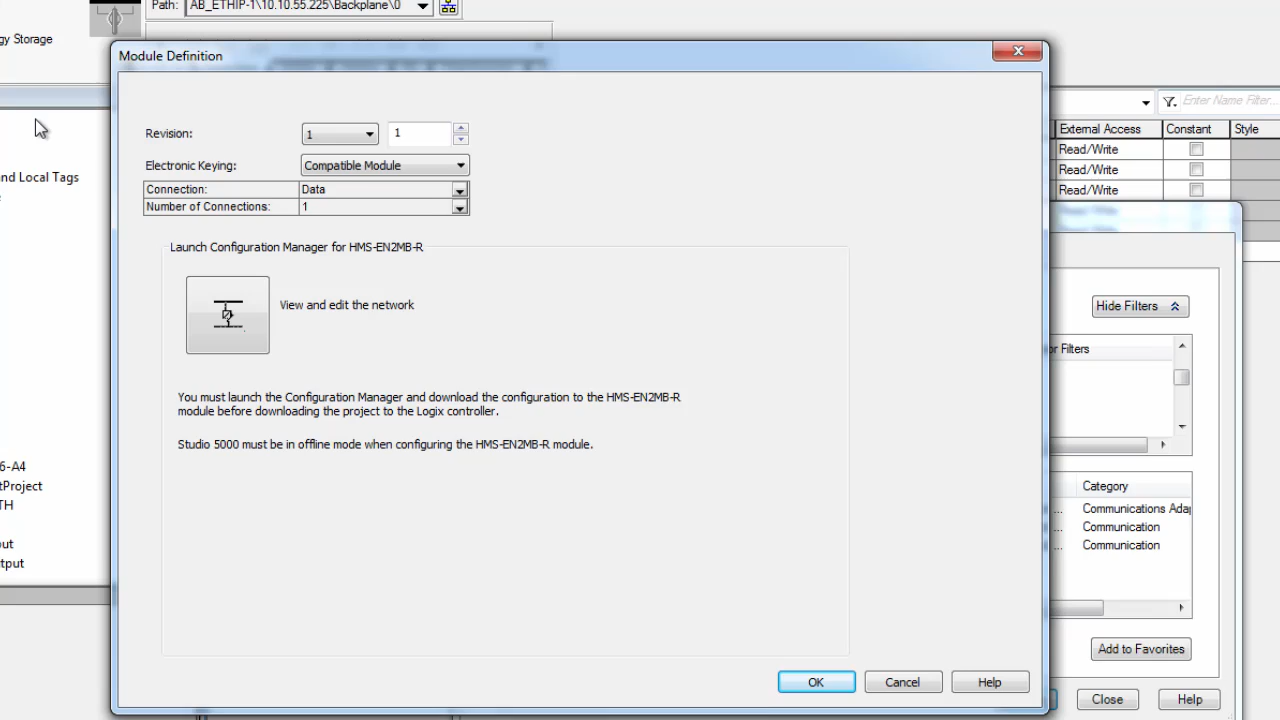 Path: AB_ETHIP-1\10.10.55.225\Backplane\0
gy Storage
Module Definition
Enter Name Filter...
External Access Constant Style
Revision: 1 1
Read/Write
Electronic Keying: Compatible Module
Read/Write
nd Local Tags
Connection: Data
Read/Write
Number of Connections: 1
Read/Write
Launch Configuration Manager for HMS-EN2MB-R
View and edit the network
Hide Filters
or Filters
You must launch the Configuration Manager and download the configuration to the HMS-EN2MB-R
module before downloading the project to the Logix controller.
Studio 5000 must be in offline mode when configuring the HMS-EN2MB-R module.
6-A4
tProject
TH
ut
tput
Category
... Communications Adap
... Communication
... Communication
Add to Favorites
OK Cancel Help
Close Help